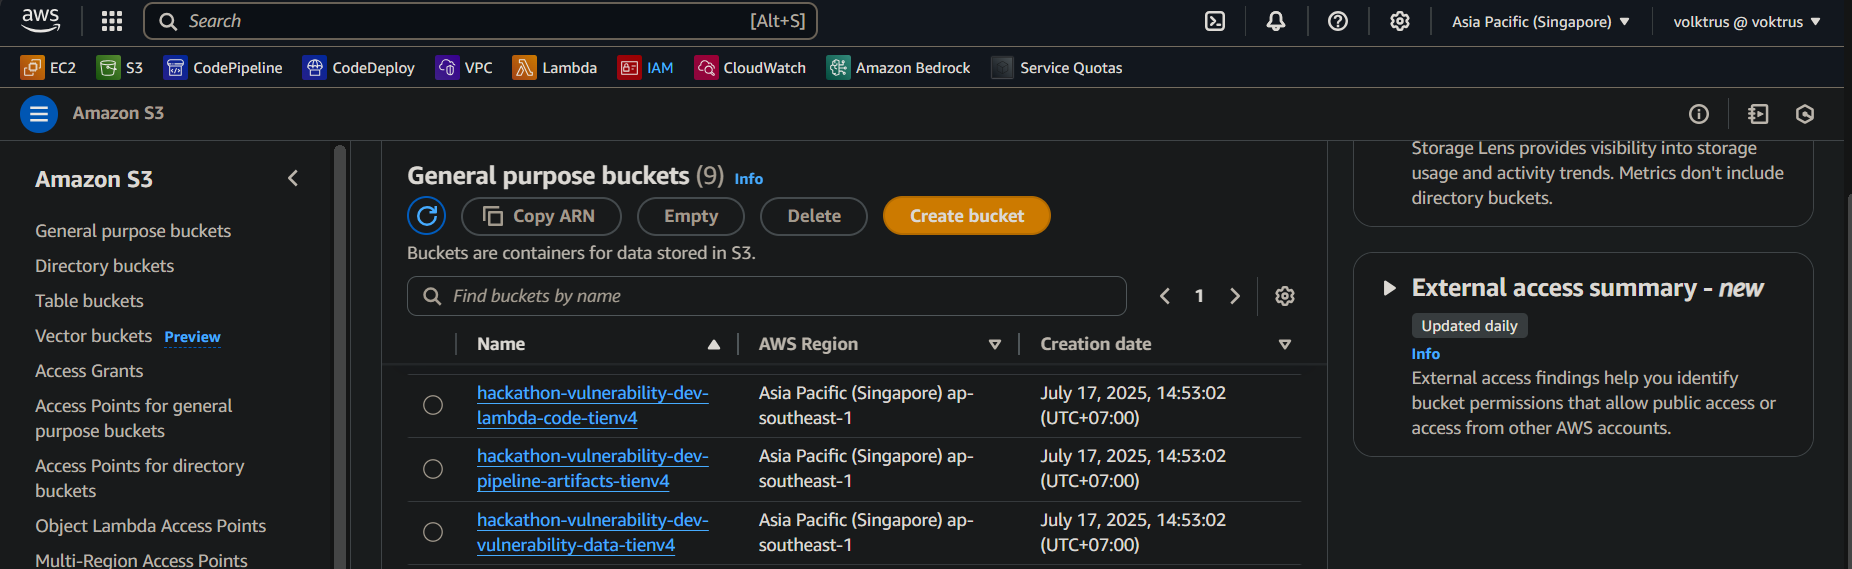 aws
Search [Alt+S]
Asia Pacific (Singapore)
volktrus @ voktrus
EC2
S3
CodePipeline
CodeDeploy
VPC
Lambda
IAM
CloudWatch
Amazon Bedrock
Service Quotas
Amazon S3
Amazon S3
General purpose buckets
Directory buckets
Table buckets
Vector buckets Preview
Access Grants
Access Points for general
purpose buckets
Access Points for directory
buckets
Object Lambda Access Points
Multi-Region Access Points
General purpose buckets (9) Info
Copy ARN
Empty
Delete
Create bucket
Buckets are containers for data stored in S3.
Find buckets by name
1
Name
AWS Region
Creation date
hackathon-vulnerability-dev-
lambda-code-tienv4
Asia Pacific (Singapore) ap-
southeast-1
July 17, 2025, 14:53:02
(UTC+07:00)
hackathon-vulnerability-dev-
pipeline-artifacts-tienv4
Asia Pacific (Singapore) ap-
southeast-1
July 17, 2025, 14:53:02
(UTC+07:00)
hackathon-vulnerability-dev-
vulnerability-data-tienv4
Asia Pacific (Singapore) ap-
southeast-1
July 17, 2025, 14:53:02
(UTC+07:00)
Storage Lens provides visibility into storage
usage and activity trends. Metrics don't include
directory buckets.
External access summary - new
Updated daily
Info
External access findings help you identify
bucket permissions that allow public access or
access from other AWS accounts.